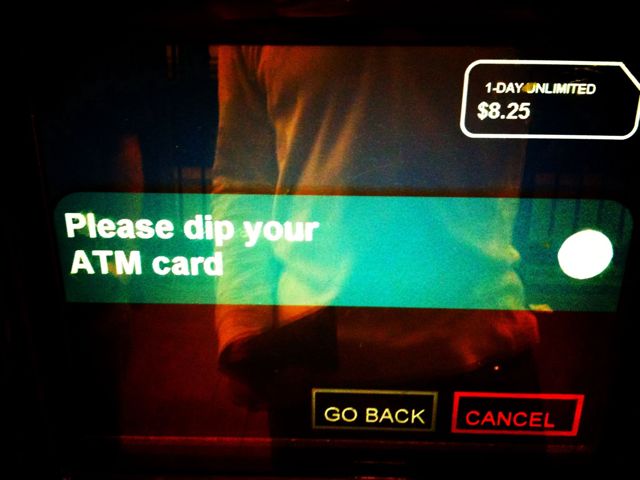 1-DAY UNLIMITED
$8.25
Please dip your
ATM card
GO BACK
CANCEL